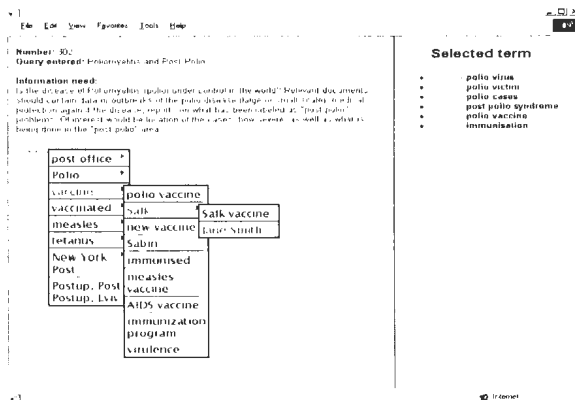 File Edit View Favorites Tools Help
Number: 302
Query entered: Poliomyelitis and Post Polio
Information need:
Is the disease of Poliomyelitis (polio) under control in the world? Relevant documents
should contain data or outbreaks of the polio disease (large or small scale), medical
protection against the disease, reports on what has been labeled as "post polio"
problems. Of interest would be location of the cases, how severe, as well as what is
being done in the "post polio" area
post office
Polio
vaccine
vaccinated
measles
tetanus
New York
Post
Postup, Post
Postup, Lvis
polio vaccine
Salk
new vaccine
Sabin
immunised
measles
vaccine
AIDS vaccine
immunization
program
virulence
Salk vaccine
Jane Smith
Selected term
polio virus
polio victim
polio cases
post polio syndrome
polio vaccine
immunisation
Internet